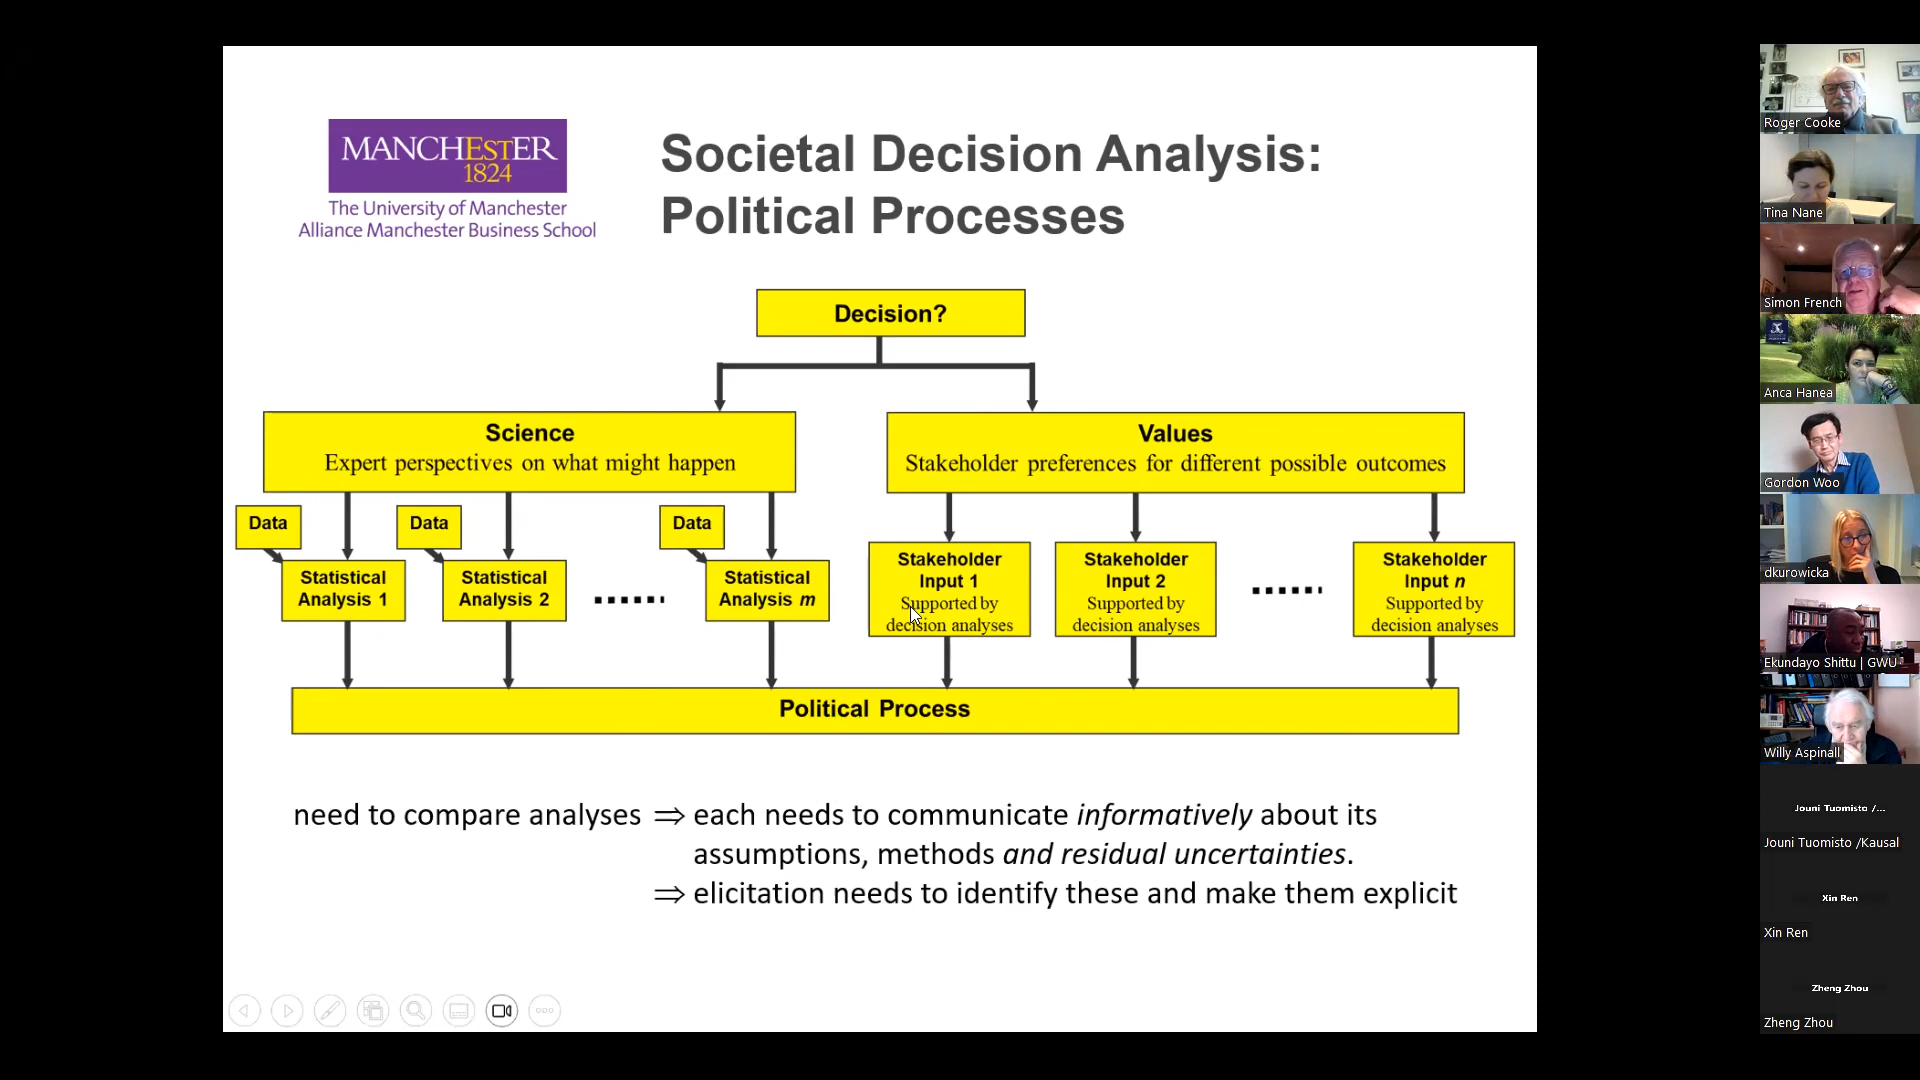 MANCHESTER
1824
The University of Manchester
Alliance Manchester Business School
Societal Decision Analysis:
Political Processes
Decision?
Science
Expert perspectives on what might happen
Values
Stakeholder preferences for different possible outcomes
Data
Data
Data
Statistical
Analysis 1
Statistical
Analysis 2
Statistical
Analysis m
Stakeholder
Input 1
Supported by
decision analyses
Stakeholder
Input 2
Supported by
decision analyses
Stakeholder
Input n
Supported by
decision analyses
Political Process
need to compare analyses ⇒ each needs to communicate informatively about its
assumptions, methods and residual uncertainties.
⇒ elicitation needs to identify these and make them explicit
Roger Cooke
Tina Nane
Simon French
Anca Hanea
Gordon Woo
dkurowicka
Ekundayo Shittu | GWU
Willy Aspinall
Jouni Tuomisto /...
Jouni Tuomisto /Kausal
Xin Ren
Xin Ren
Zheng Zhou
Zheng Zhou